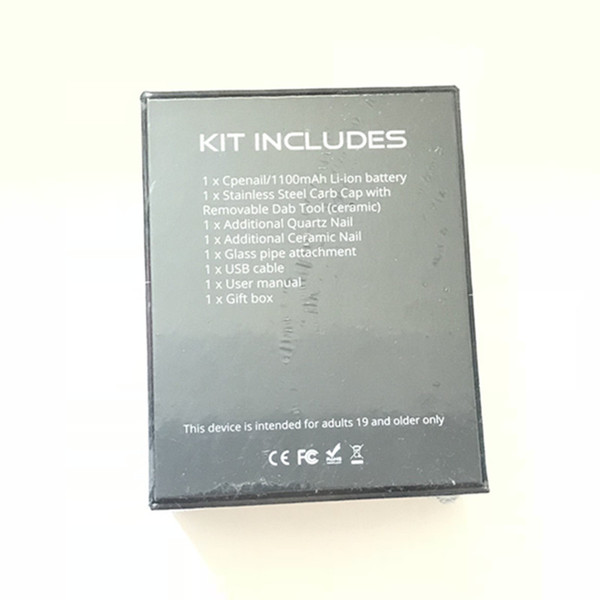 KIT INCLUDES
1 x Cpenail/1100mAh Li-ion battery
1 x Stainless Steel Carb Cap with
Removable Dab Tool (ceramic)
1 x Additional Quartz Nail
1 x Additional Ceramic Nail
1 x Glass pipe attachment
1 x USB cable
1 x User manual
1 x Gift box
This device is intended for adults 19 and older only
CE FC